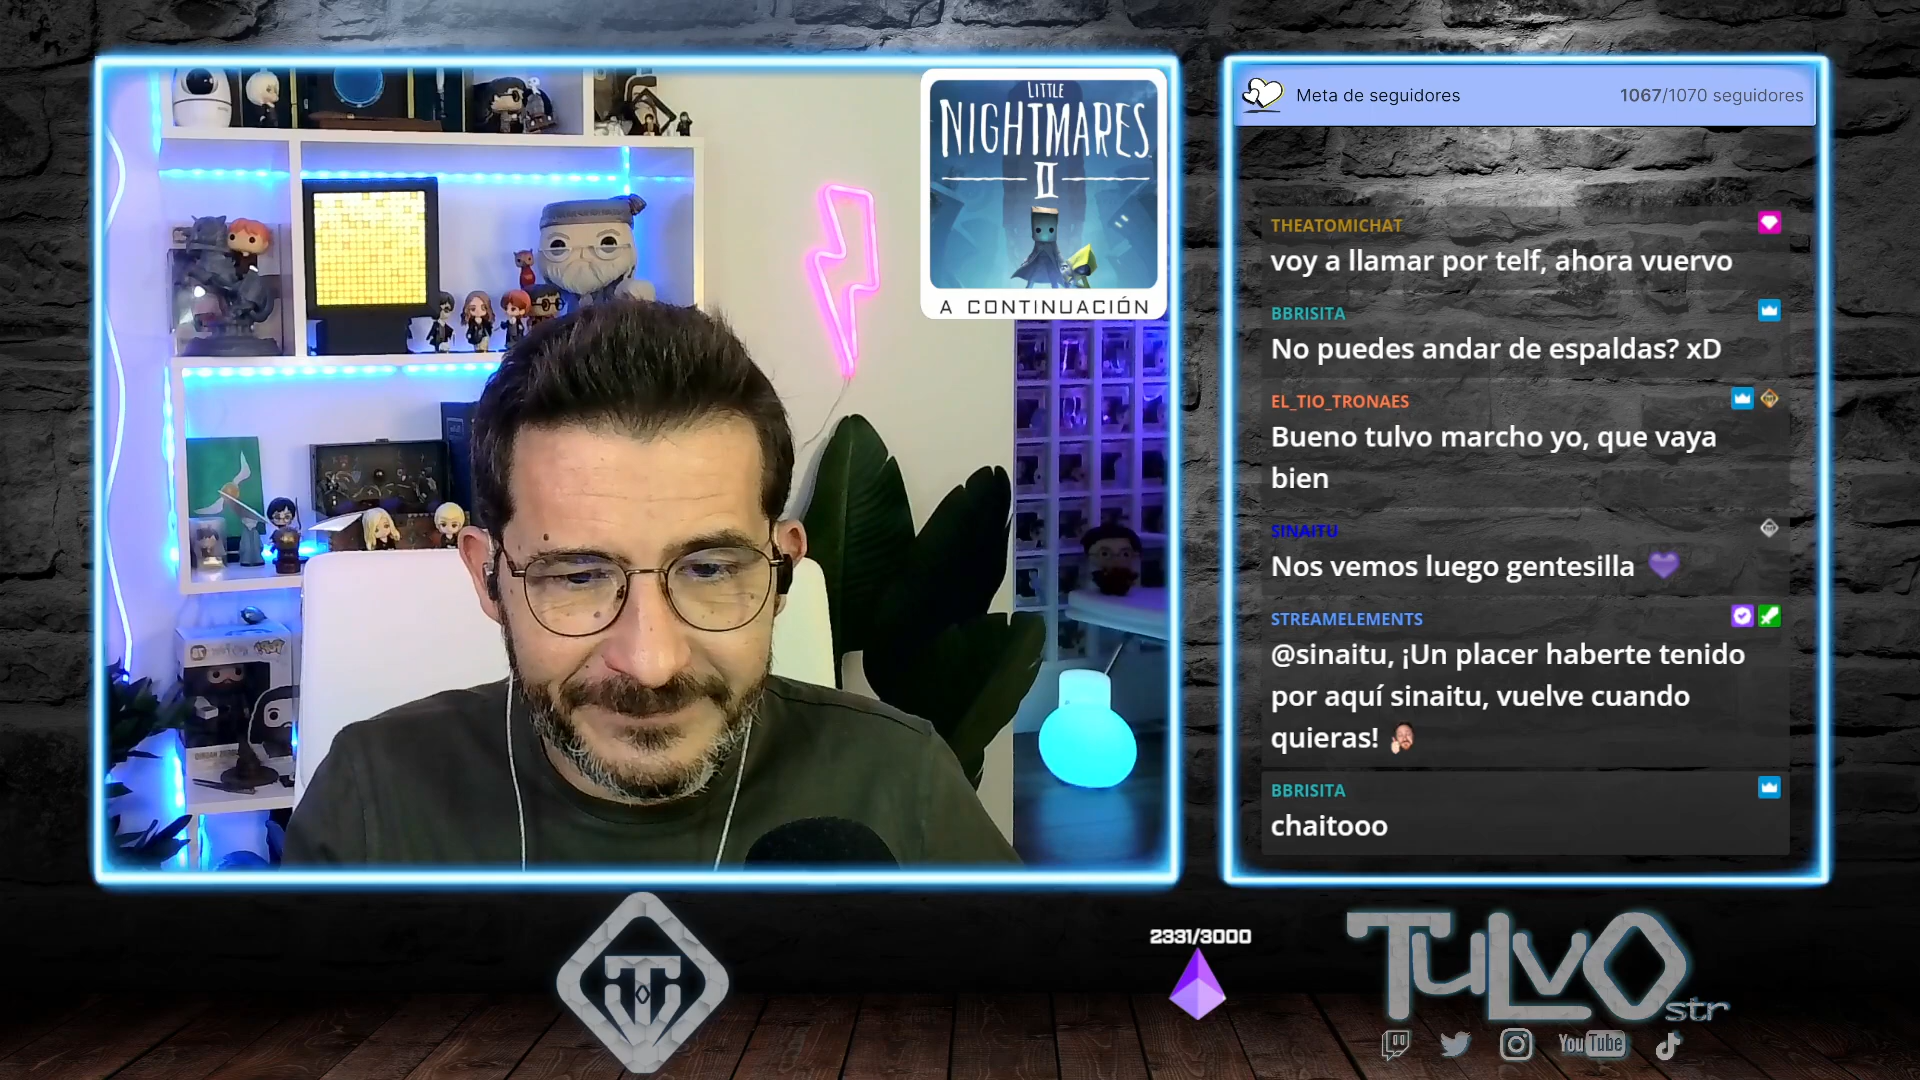 LITTLE
NIGHTMARES
II
A CONTINUACIÓN
Meta de seguidores
1067/1070 seguidores
THEATOMICHAT
voy a llamar por telf, ahora vuervo
BBRISITA
No puedes andar de espaldas? xD
EL_TIO_TRONAES
Bueno tulvo marcho yo, que vaya
bien
SINAITU
Nos vemos luego gentesilla
STREAMELEMENTS
@sinaitu, ¡Un placer haberte tenido
por aquí sinaitu, vuelve cuando
quieras!
BBRISITA
chaitooo
2331/3000
TULVO
str
YouTube